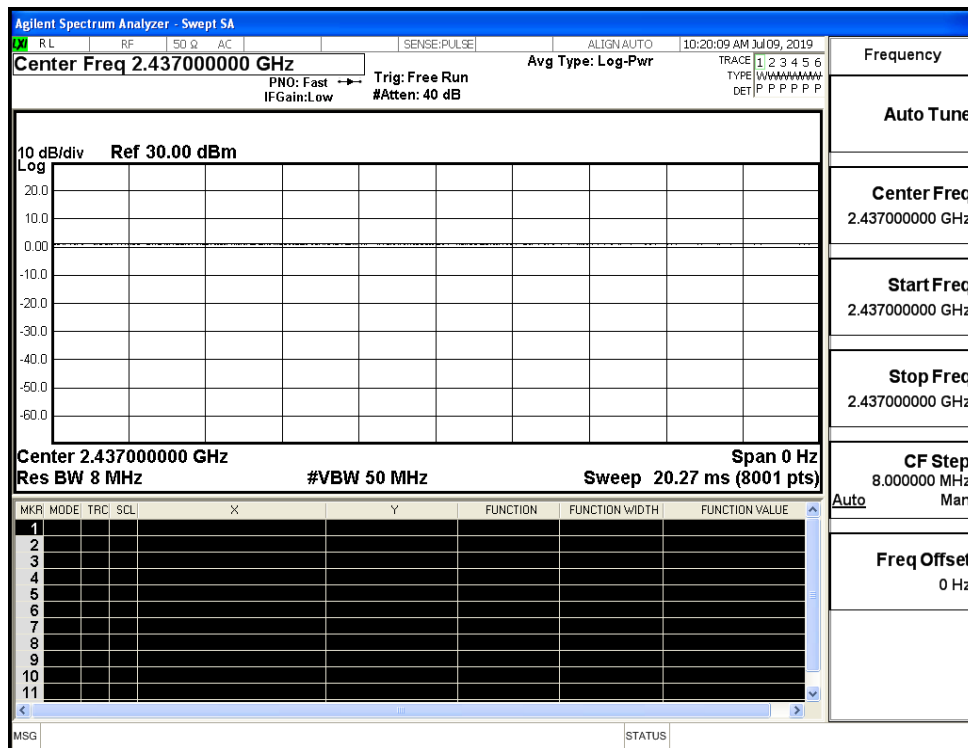 Agilent Spectrum Analyzer - Swept SA
LXI RL RF 50 Ω AC SENSE:PULSE ALIGN AUTO 10:20:09 AM Jul 09, 2019
Center Freq 2.437000000 GHz
PNO: Fast
IFGain:Low
Trig: Free Run
#Atten: 40 dB
Avg Type: Log-Pwr
TRACE 1 2 3 4 5 6
TYPE WWWWWW
DET P P P P P P
10 dB/div Ref 30.00 dBm
Log
20.0
10.0
0.00
-10.0
-20.0
-30.0
-40.0
-50.0
-60.0
Center 2.437000000 GHz Span 0 Hz
Res BW 8 MHz #VBW 50 MHz Sweep 20.27 ms (8001 pts)
MKR MODE TRC SCL X Y FUNCTION FUNCTION WIDTH FUNCTION VALUE
1
2
3
4
5
6
7
8
9
10
11
MSG STATUS
Frequency
Auto Tune
Center Freq
2.437000000 GHz
Start Freq
2.437000000 GHz
Stop Freq
2.437000000 GHz
CF Step
8.000000 MHz
Auto Man
Freq Offset
0 Hz